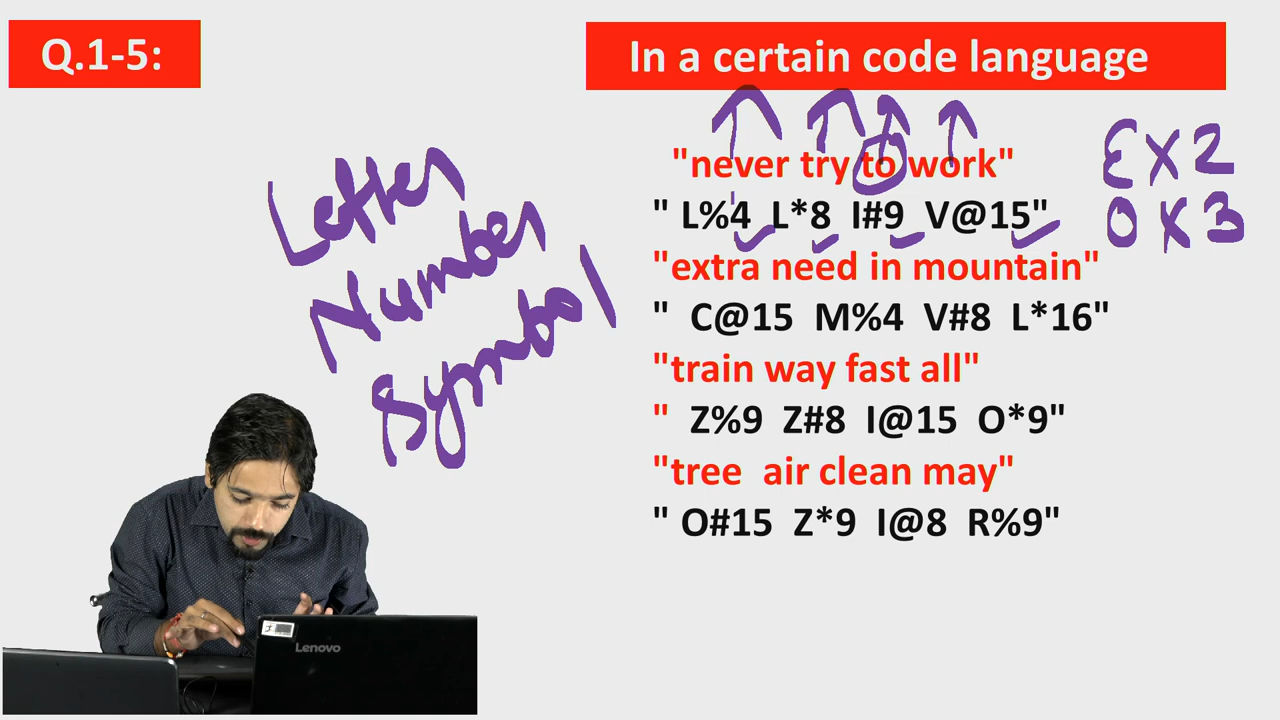 Q.1-5:
In a certain code language
"never try to work"
" L%4 L*8 I#9 V@15"
"extra need in mountain"
" C@15 M%4 V#8 L*16"
"train way fast all"
" Z%9 Z#8 I@15 O*9"
"tree air clean may"
" O#15 Z*9 I@8 R%9"
Letter
Number
Symbol
E X 2
O X 3
Lenovo